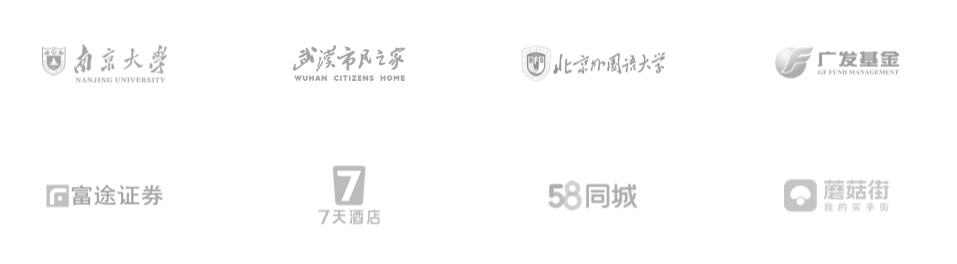 南京大學
NANJING UNIVERSITY
武汉市民之家
WUHAN CITIZENS HOME
北京外国语大学
广发基金
GF FUND MANAGEMENT
富途证券
7
7天酒店
58同城
蘑菇街
我的买手街